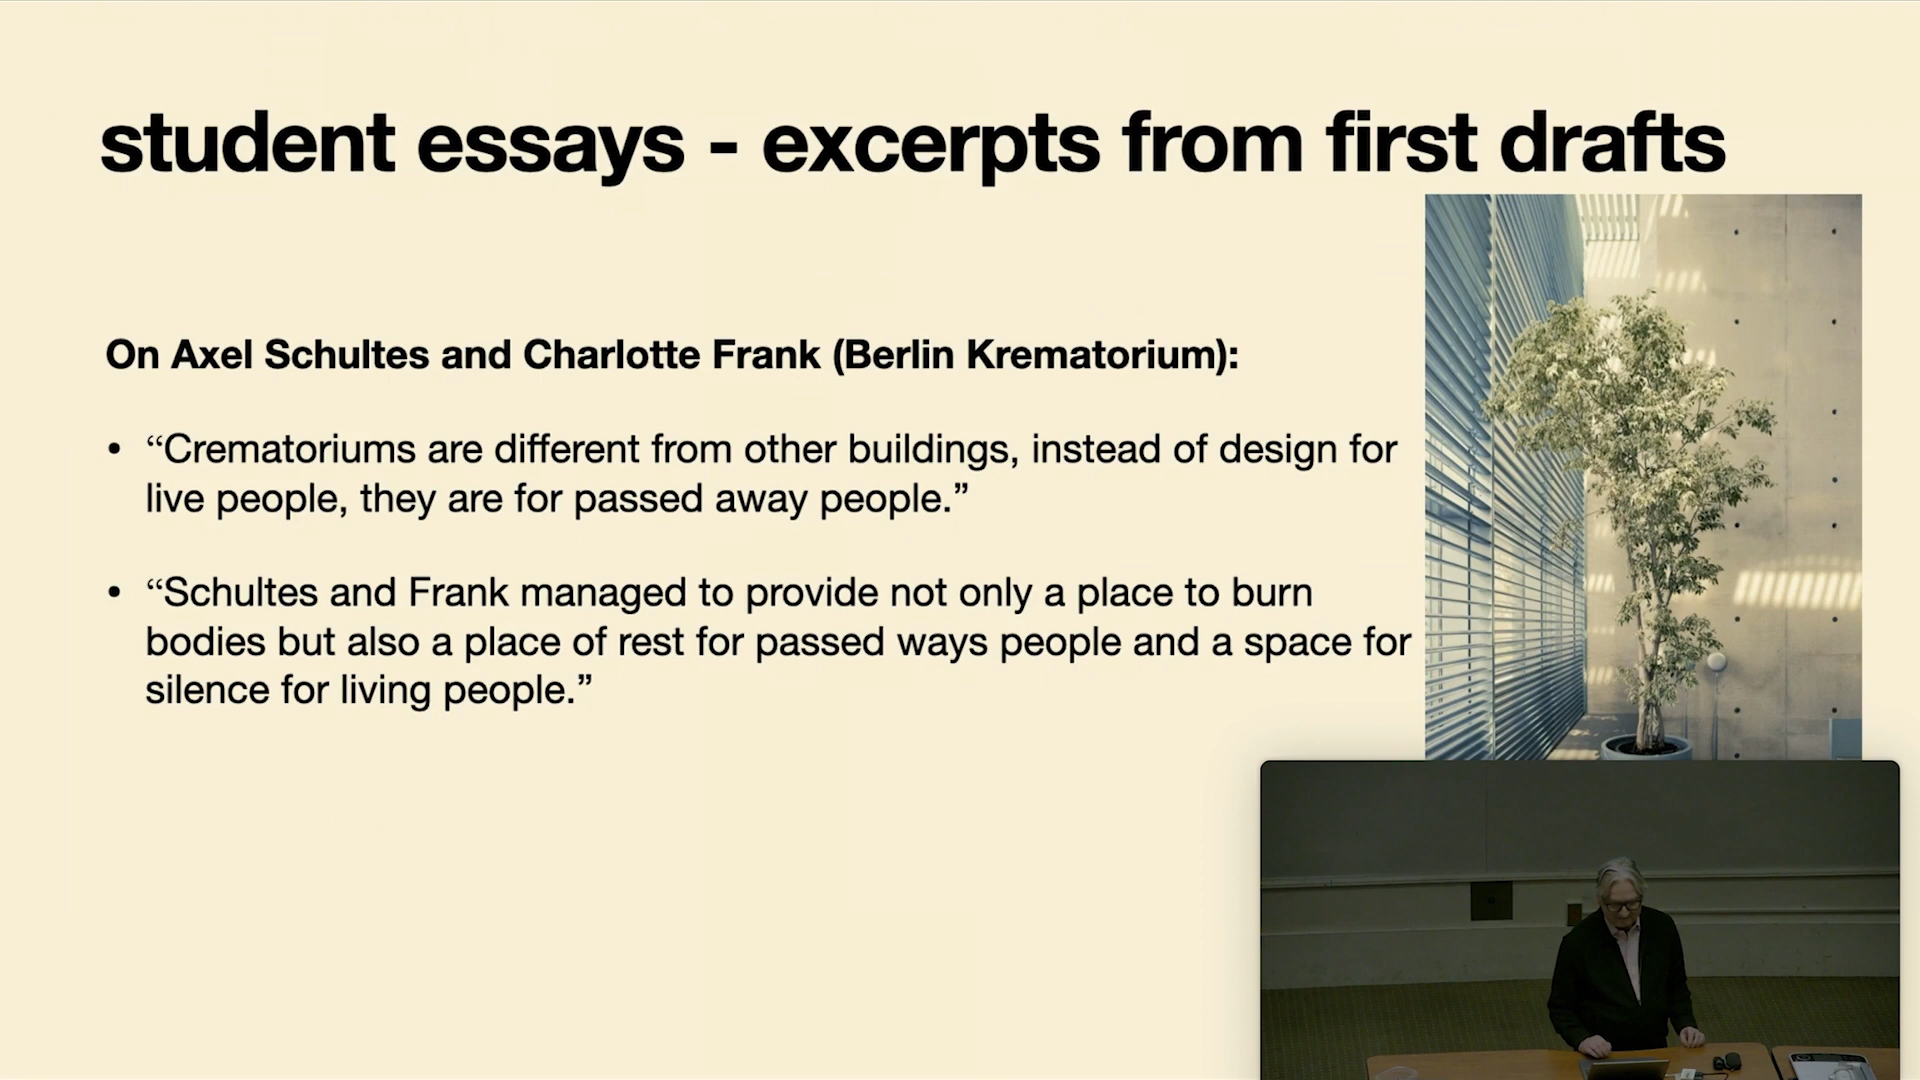 student essays - excerpts from first drafts
On Axel Schultes and Charlotte Frank (Berlin Krematorium):
• “Crematoriums are different from other buildings, instead of design for
live people, they are for passed away people.”
• “Schultes and Frank managed to provide not only a place to burn
bodies but also a place of rest for passed ways people and a space for
silence for living people.”